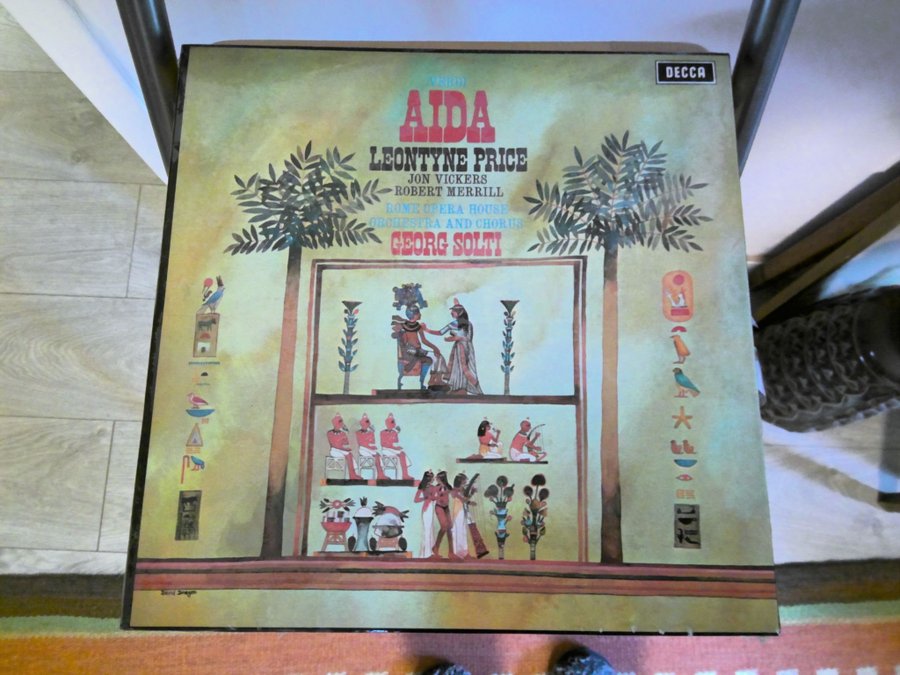 DECCA
VERDI
AIDA
LEONTYNE PRICE
JON VICKERS
ROBERT MERRILL
ROME OPERA HOUSE
ORCHESTRA AND CHORUS
GEORG SOLTI